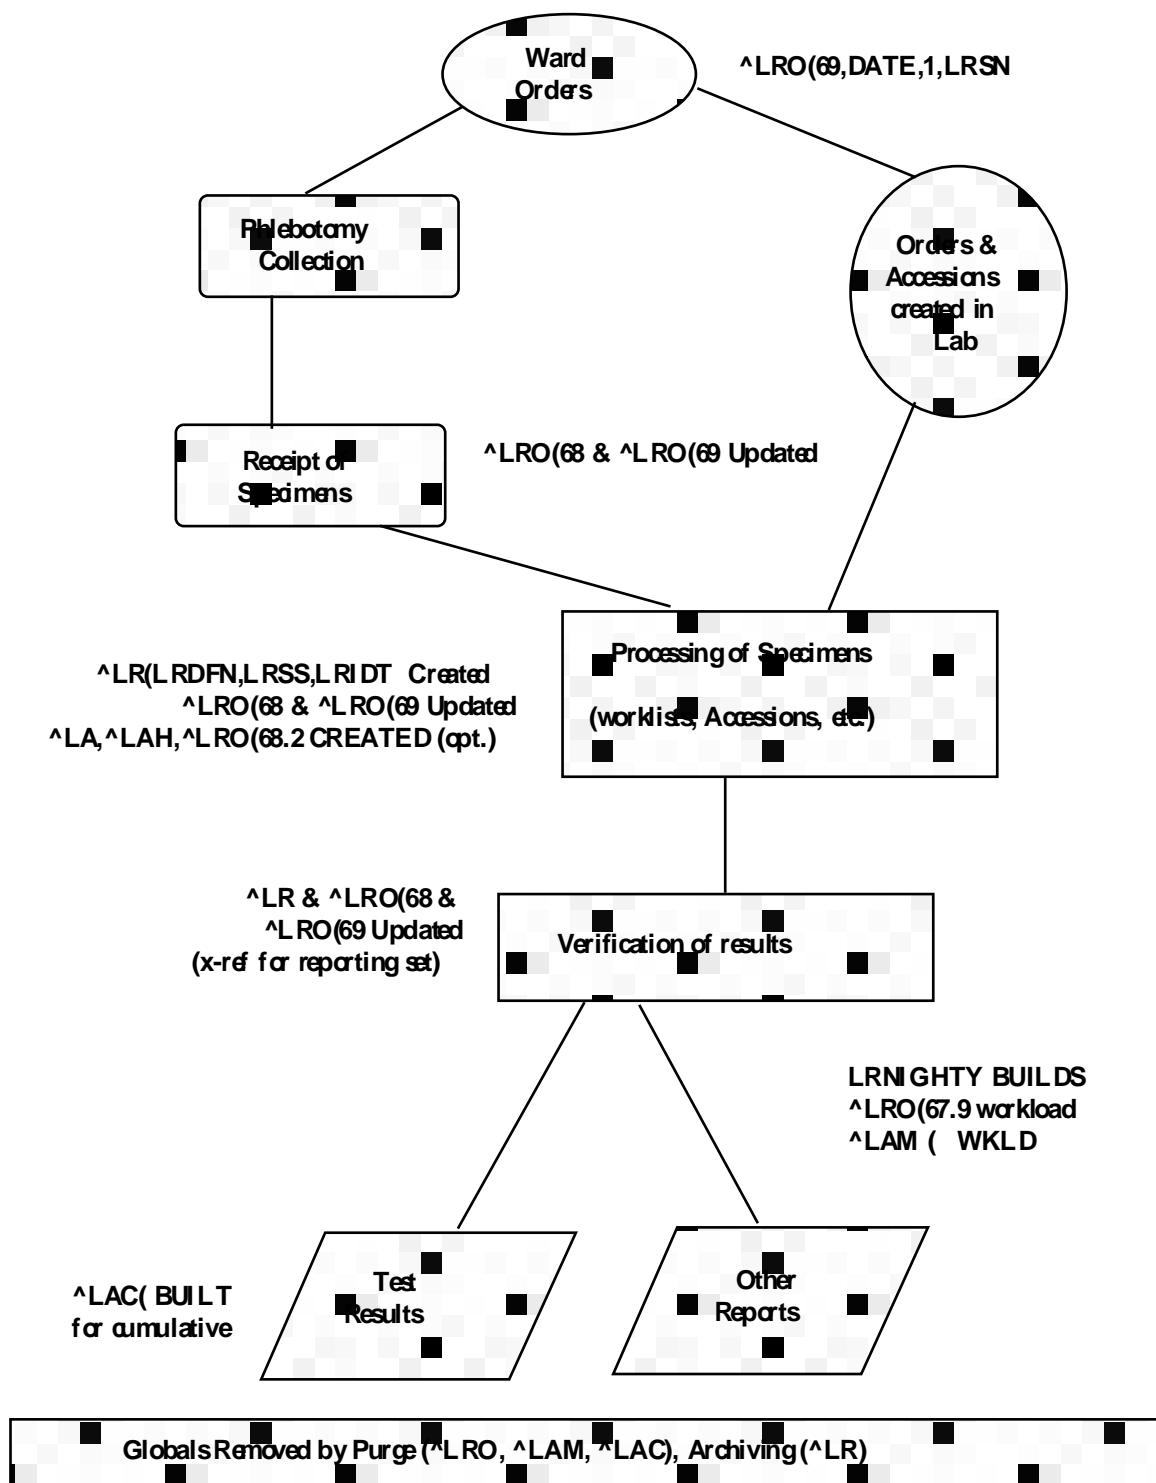 Ward
Orders
^LRO(69,DATE,1,LRSN
Phlebotomy
Collection
Orders &
Accessions
created in
Lab
Receipt of
Specimens
^LRO(68 & ^LRO(69 Updated
Processing of Specimens
(worklists, Accessions, etc.)
^LR(LRDFN,LRSS,LRIDT Created
^LRO(68 & ^LRO(69 Updated
^LA,^LAH,^LRO(68.2 CREATED (opt.)
^LR & ^LRO(68 &
^LRO(69 Updated
(x-ref for reporting set)
Verification of results
LRNIGHTY BUILDS
^LRO(67.9 workload
^LAM ( WKLD
^LAC( BUILT
for cumulative
Test
Results
Other
Reports
Globals Removed by Purge (^LRO, ^LAM, ^LAC), Archiving (^LR)